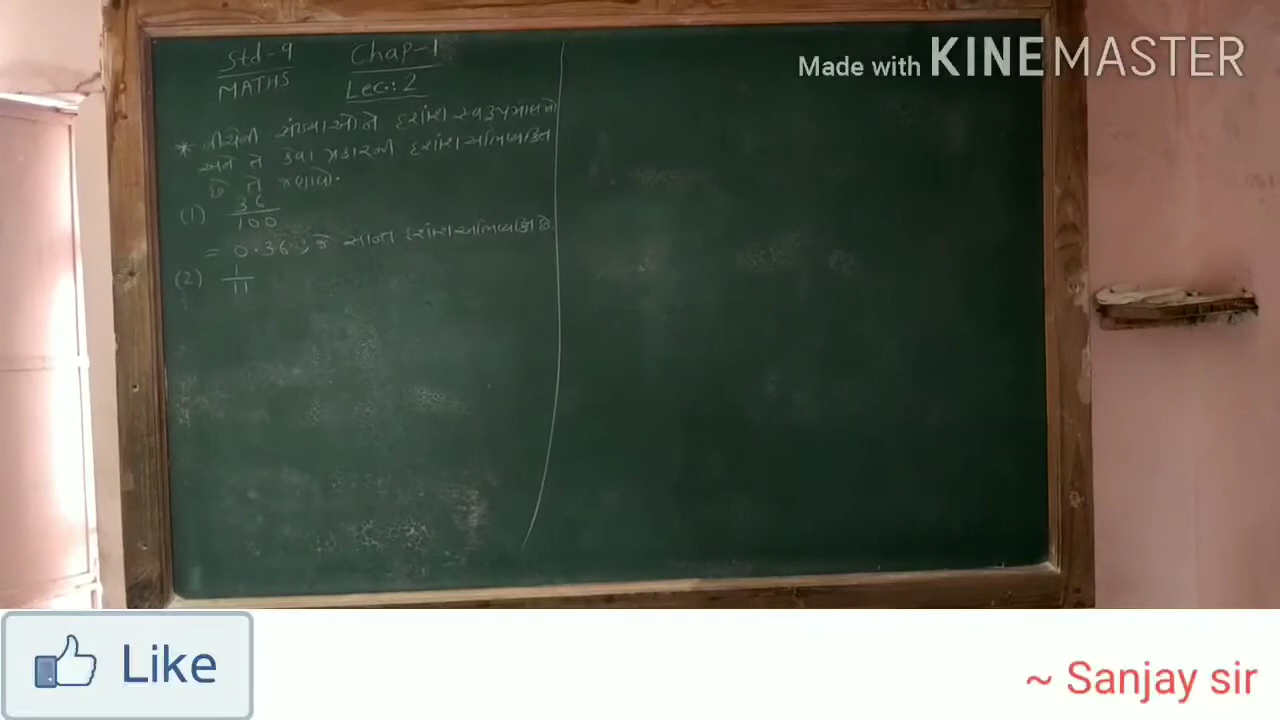 Made with KINEMASTER
Std-9 Chap-1
MATHS Lec.:2
* નીચેની સંખ્યાઓને દશાંશ સ્વરૂપમાં લખો
અને તે કેવા પ્રકારની દશાંશ અભિવ્યક્તિ
છે તે જણાવો.
(1) 36
100
= 0.36 ; જે સાન્ત દશાંશ અભિવ્યક્તિ છે.
(2) 1
11
Like
~ Sanjay sir